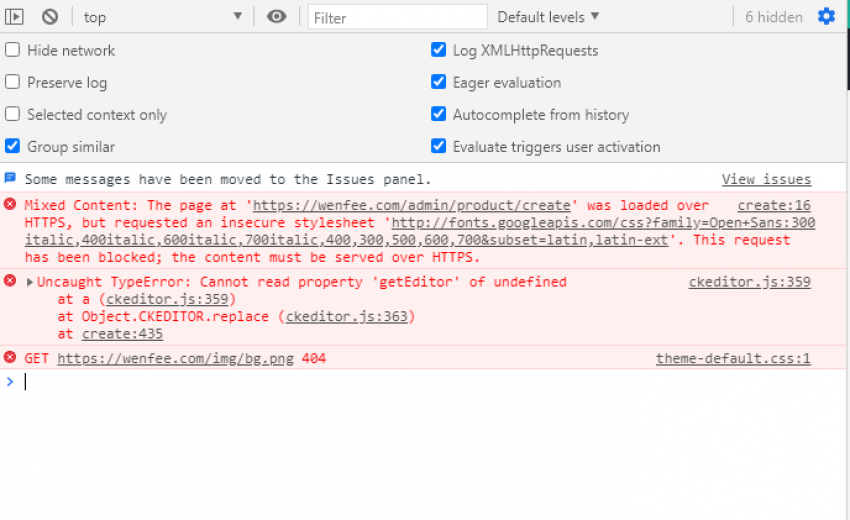 top
Filter
Default levels
6 hidden
Hide network
Log XMLHttpRequests
Preserve log
Eager evaluation
Selected context only
Autocomplete from history
Group similar
Evaluate triggers user activation
Some messages have been moved to the Issues panel. View issues
Mixed Content: The page at 'https://wenfee.com/admin/product/create' was loaded over create:16
HTTPS, but requested an insecure stylesheet 'http://fonts.googleapis.com/css?family=Open+Sans:300
italic,400italic,600italic,700italic,400,300,500,600,700&subset=latin,latin-ext'. This request
has been blocked; the content must be served over HTTPS.
Uncaught TypeError: Cannot read property 'getEditor' of undefined ckeditor.js:359
at a (ckeditor.js:359)
at Object.CKEDITOR.replace (ckeditor.js:363)
at create:435
GET https://wenfee.com/img/bg.png 404 theme-default.css:1